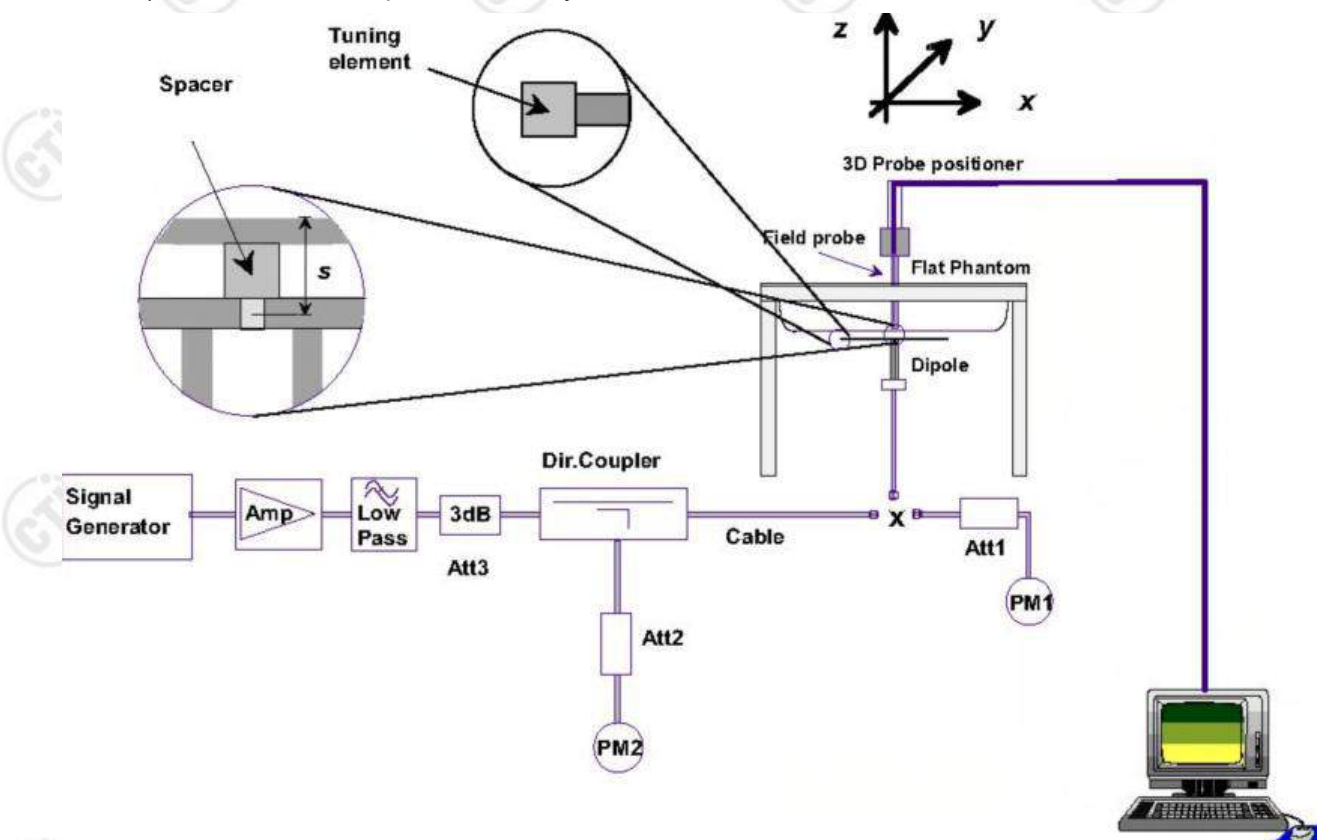 Tuning
element
Spacer
z
y
x
3D Probe positioner
s
Field probe
Flat Phantom
Dipole
Dir.Coupler
Signal
Generator
Amp
Low
Pass
3dB
Att3
Cable
x
Att1
PM1
Att2
PM2